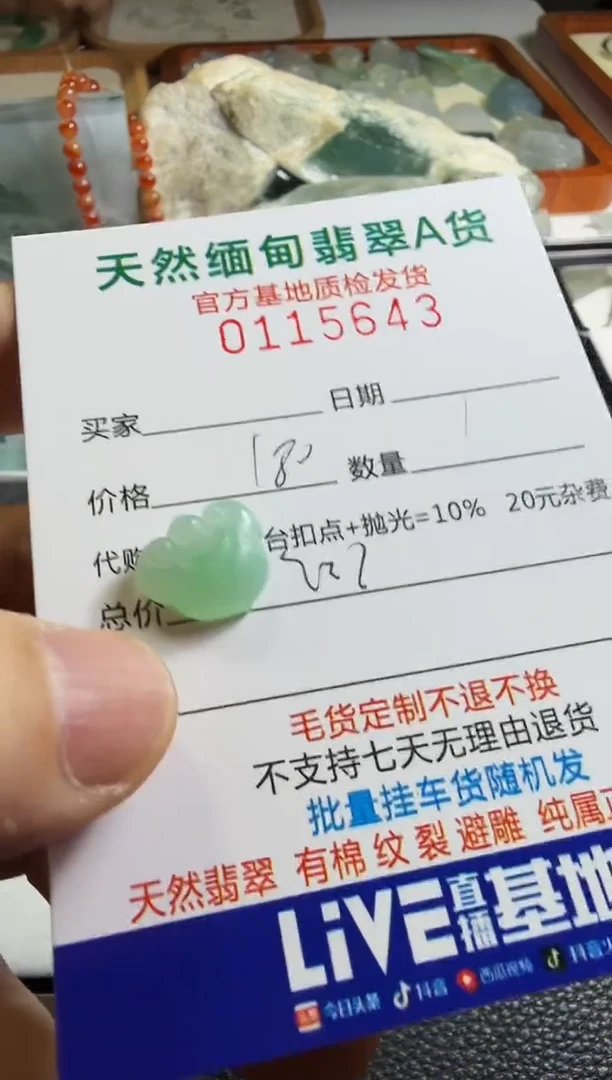 天然缅甸翡翠A货
官方基地质检发货
0115643
买家 日期
价格 180 数量 1
代购 台扣点+抛光=10% 20元杂费
总价
毛货定制不退不换
不支持七天无理由退货
批量挂车货随机发
天然翡翠 有棉纹裂避雕 纯属正
LiVE直播基地
今日头条 抖音 西瓜视频 抖音火